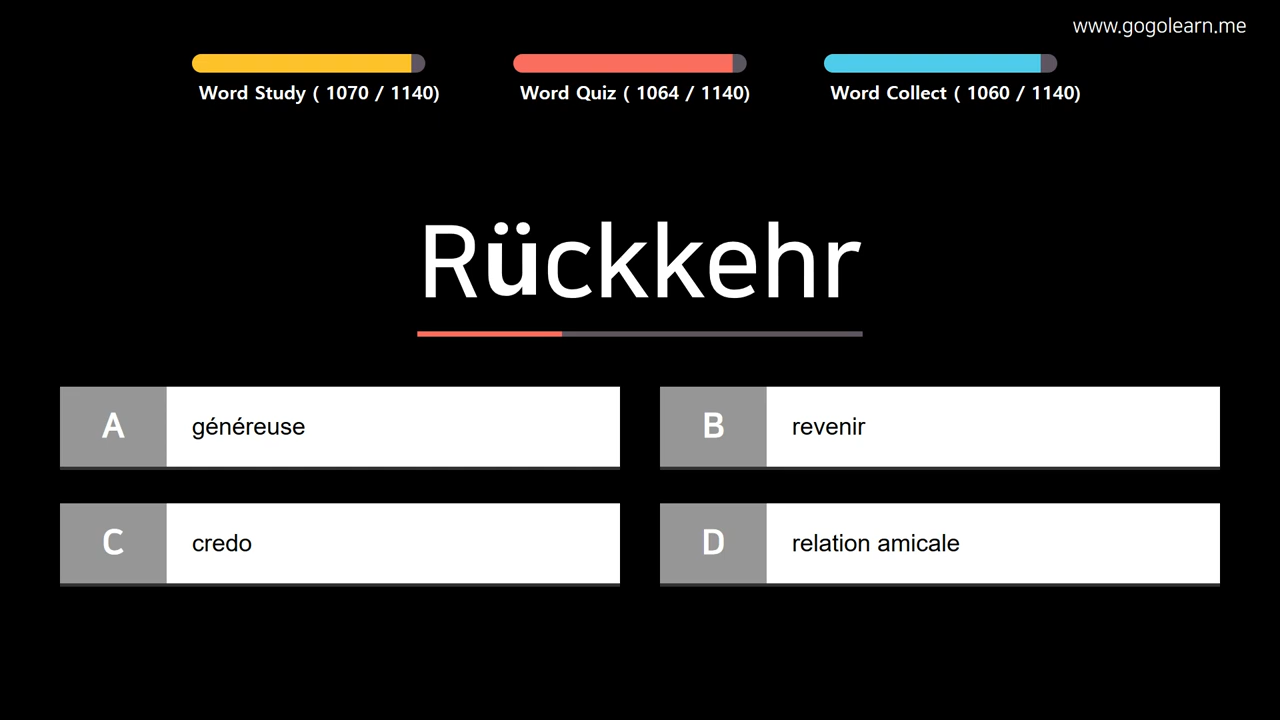 www.gogolearn.me
Word Study ( 1070 / 1140)
Word Quiz ( 1064 / 1140)
Word Collect ( 1060 / 1140)
Rückkehr
A généreuse
B revenir
C credo
D relation amicale